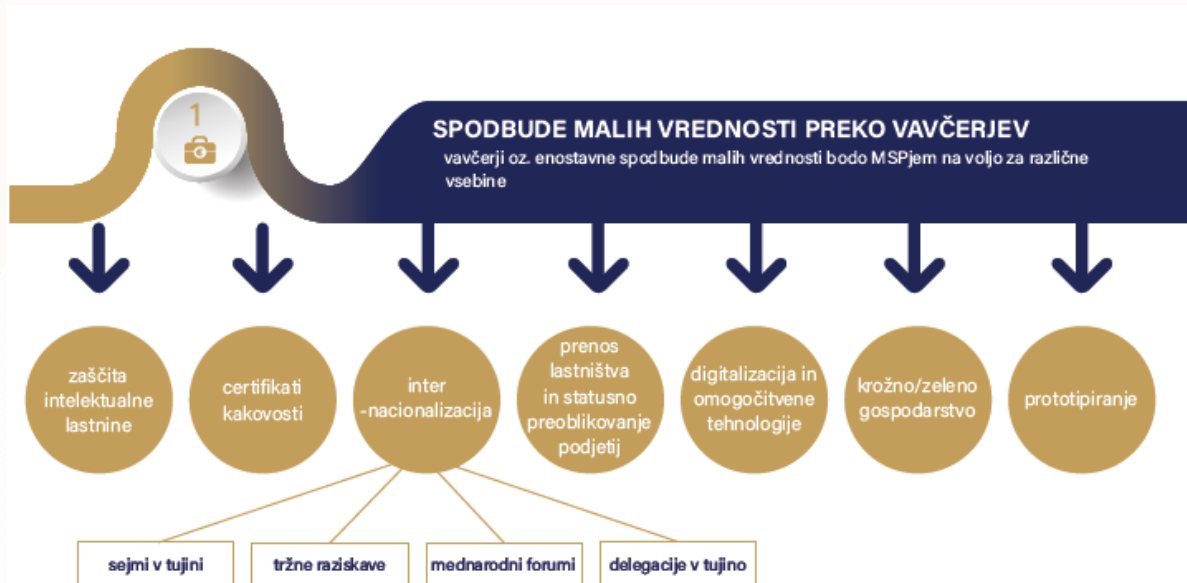 1
SPODBUDE MALIH VREDNOSTI PREKO VAVČERJEV
vavčerji oz. enostavne spodbude malih vrednosti bodo MSPjem na voljo za različne
vsebine
zaščita
intelektualne
lastnine
certifikati
kakovosti
inter
-nacionalizacija
prenos
lastništva
in statusno
preoblikovanje
podjetij
digitalizacija in
omogočitvene
tehnologije
krožno/zeleno
gospodarstvo
prototipiranje
sejmi v tujini
tržne raziskave
mednarodni forumi
delegacije v tujino